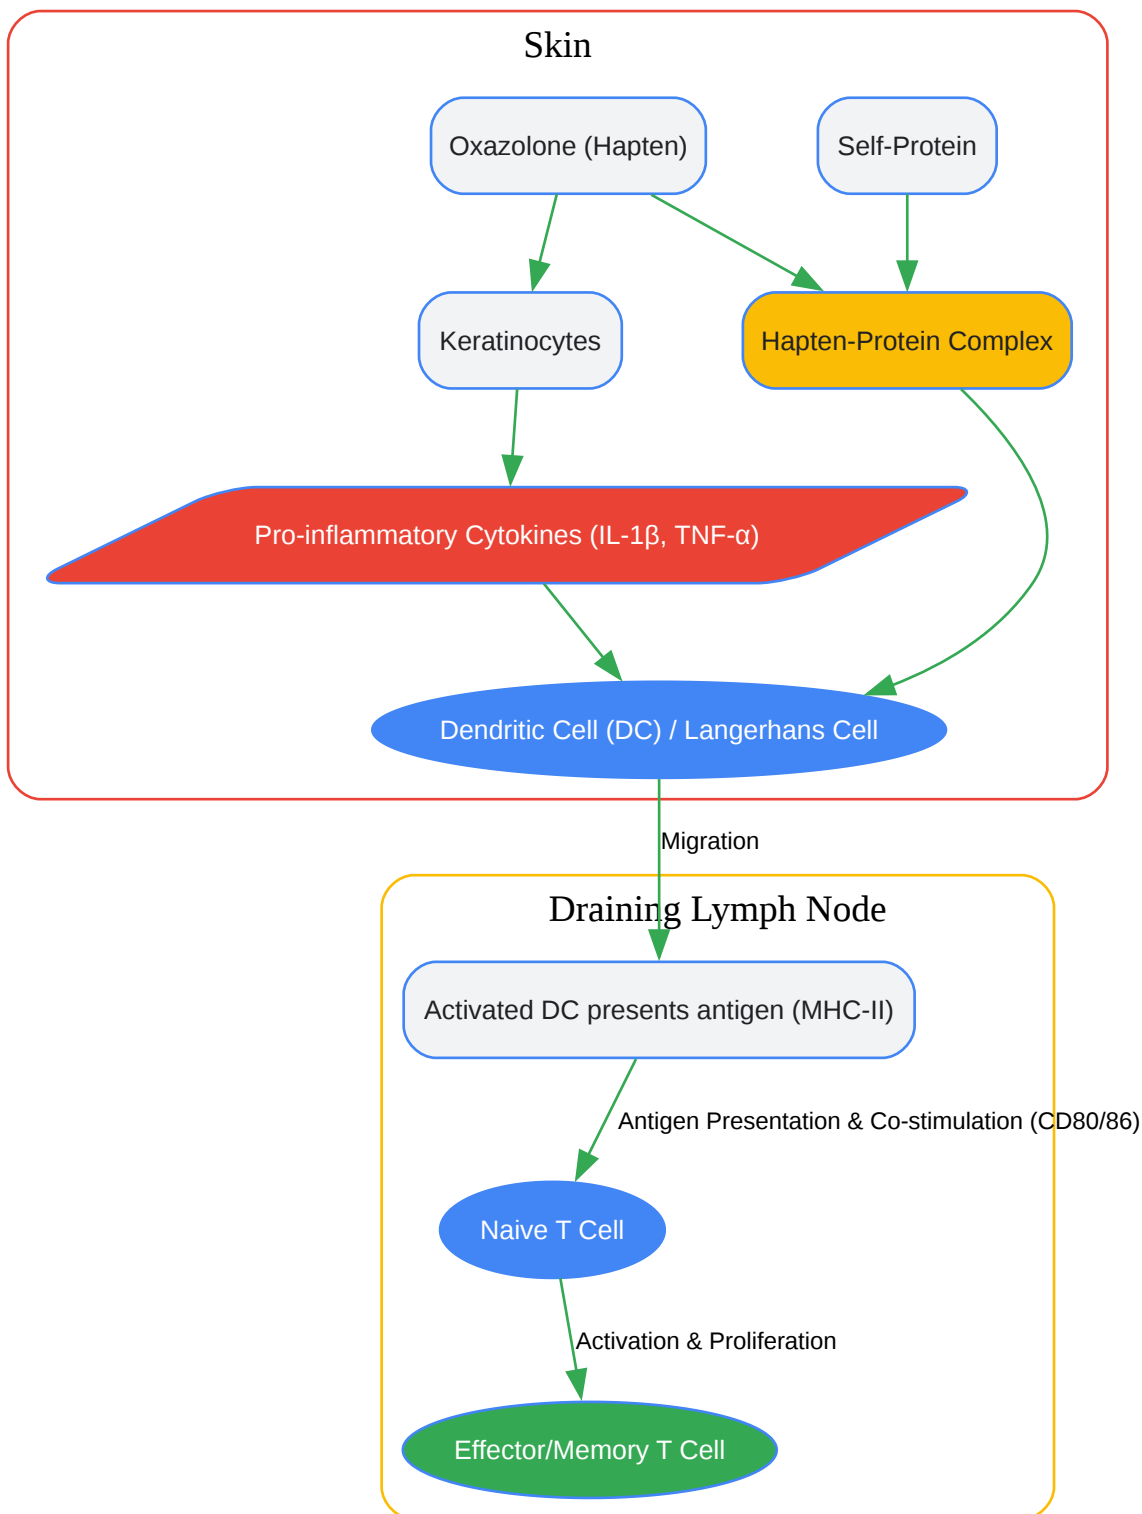 Skin
Oxazolone (Hapten)
Self-Protein
Keratinocytes
Hapten-Protein Complex
Pro-inflammatory Cytokines (IL-1β, TNF-α)
Dendritic Cell (DC) / Langerhans Cell
Migration
Draining Lymph Node
Activated DC presents antigen (MHC-II)
Antigen Presentation & Co-stimulation (CD80/86)
Naive T Cell
Activation & Proliferation
Effector/Memory T Cell